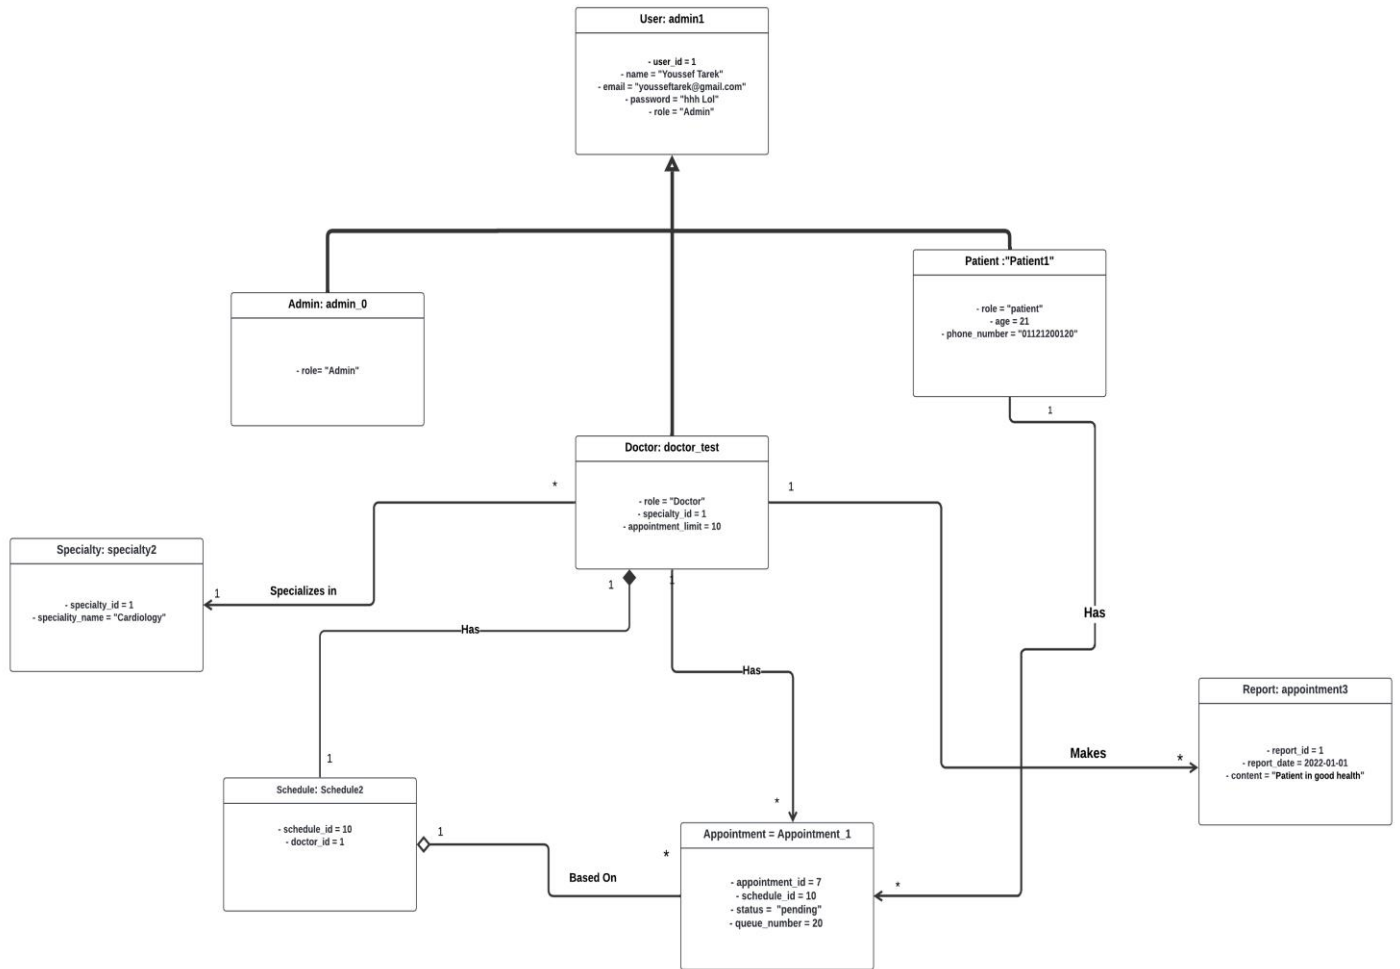 User: admin1
- user_id = 1
- name = "Youssef Tarek"
- email = "yousseftarek@gmail.com"
- password = "hhh Lol"
- role = "Admin"
Patient :"Patient1"
- role = "patient"
- age = 21
- phone_number = "01121200120"
Admin: admin_0
- role= "Admin"
1
Doctor: doctor_test
- role = "Doctor"
- specialty_id = 1
- appointment_limit = 10
*
1
Specialty: specialty2
- specialty_id = 1
- speciality_name = "Cardiology"
1
Specializes in
1
1
Has
Has
Has
Report: appointment3
- report_id = 1
- report_date = 2022-01-01
- content = "Patient in good health"
Makes
*
1
Schedule: Schedule2
- schedule_id = 10
- doctor_id = 1
*
1
Based On
*
Appointment = Appointment_1
- appointment_id = 7
- schedule_id = 10
- status =  "pending"
- queue_number = 20
*